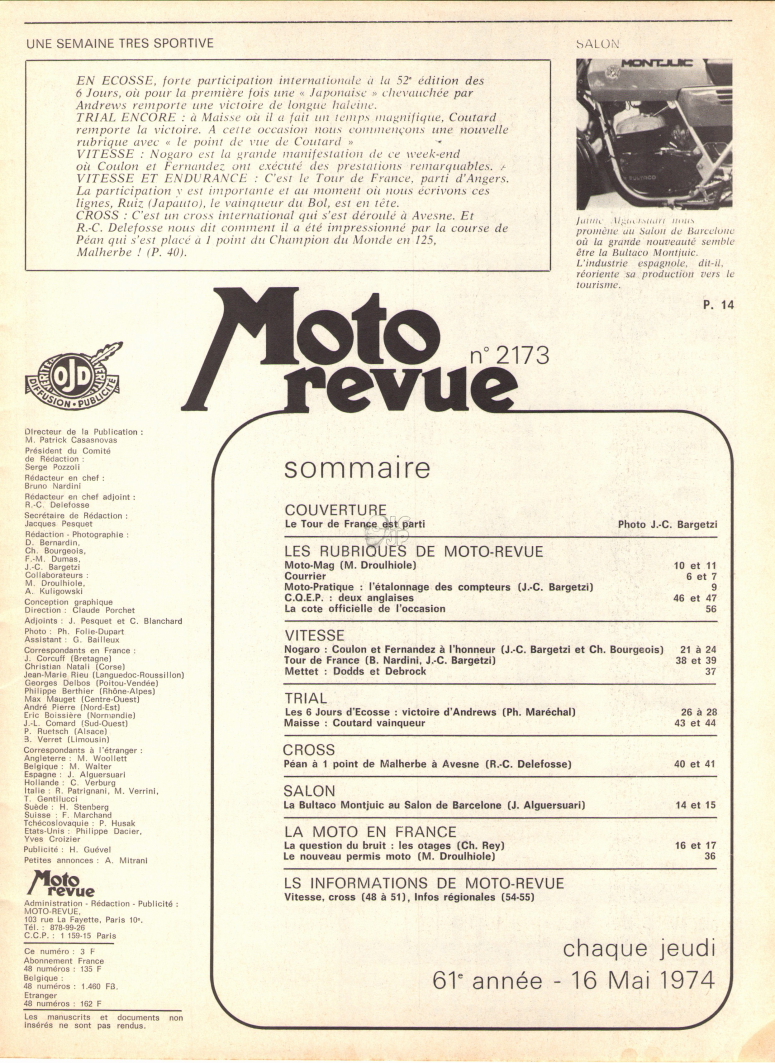 UNE SEMAINE TRES SPORTIVE
EN ECOSSE, forte participation internationale à la 52e édition des
6 Jours, où pour la première fois une « Japonaise » chevauchée par
Andrews remporte une victoire de longue haleine.
TRIAL ENCORE : à Maisse où il a fait un temps magnifique, Coutard
remporte la victoire. A cette occasion nous commençons une nouvelle
rubrique avec « le point de vue de Coutard »
VITESSE : Nogaro est la grande manifestation de ce week-end
où Coulon et Fernandez ont exécuté des prestations remarquables.
VITESSE ET ENDURANCE : C'est le Tour de France, parti d'Angers.
La participation y est importante et au moment où nous écrivons ces
lignes, Ruiz (Japauto), le vainqueur du Bol, est en tête.
CROSS : C'est un cross international qui s'est déroulé à Avesne. Et
R.-C. Delefosse nous dit comment il a été impressionné par la course de
Péan qui s'est placé à 1 point du Champion du Monde en 125,
Malherbe ! (P. 40).
SALON
MONTJUIC
BULTACO
Jaime Alguersuari nous
promène au Salon de Barcelone
où la grande nouveauté semble
être la Bultaco Montjuic.
L'industrie espagnole, dit-il,
réoriente sa production vers le
tourisme.
P. 14
Moto
revue
n° 2173
OJD
DIFFUSION • PUBLICITÉ
Directeur de la Publication :
M. Patrick Casasnovas
Président du Comité
de Rédaction :
Serge Pozzoli
Rédacteur en chef :
Bruno Nardini
Rédacteur en chef adjoint :
R.-C. Delefosse
Secrétaire de Rédaction :
Jacques Pesquet
Rédaction - Photographie :
D. Bernardin,
Ch. Bourgeois,
F.-M. Dumas,
J.-C. Bargetzi
Collaborateurs :
M. Droulhiole,
A. Kuligowski
Conception graphique
Direction : Claude Porchet
Adjoints : J. Pesquet et C. Blanchard
Photo : Ph. Folie-Dupart
Assistant : G. Bailleux
Correspondants en France :
J. Corcuff (Bretagne)
Christian Natali (Corse)
Jean-Marie Rieu (Languedoc-Roussillon)
Georges Delbos (Poitou-Vendée)
Philippe Berthier (Rhône-Alpes)
Max Mauget (Centre-Ouest)
André Pierre (Nord-Est)
Eric Boissière (Normandie)
J.-L. Comard (Sud-Ouest)
P. Ruetsch (Alsace)
B. Verret (Limousin)
Correspondants à l'étranger :
Angleterre : M. Woollett
Belgique : M. Walter
Espagne : J. Alguersuari
Hollande : C. Verburg
Italie : R. Patrignani, M. Verrini,
T. Gentilucci
Suède : H. Stenberg
Suisse : F. Marchand
Tchécoslovaquie : P. Husak
Etats-Unis : Philippe Dacier,
Yves Croizier
Publicité : H. Guével
Petites annonces : A. Mitrani
Moto
revue
Administration - Rédaction - Publicité :
MOTO-REVUE,
103 rue La Fayette, Paris 10e.
Tél. : 878-99-26
C.C.P. : 1 159-15 Paris
Ce numéro : 3 F
Abonnement France
48 numéros : 135 F
Belgique :
48 numéros : 1.460 FB.
Etranger
48 numéros : 162 F
Les manuscrits et documents non
insérés ne sont pas rendus.
sommaire
COUVERTURE
Le Tour de France est parti Photo J.-C. Bargetzi
LES RUBRIQUES DE MOTO-REVUE
Moto-Mag (M. Droulhiole) 10 et 11
Courrier 6 et 7
Moto-Pratique : l'étalonnage des compteurs (J.-C. Bargetzi) 9
C.Q.E.P. : deux anglaises 46 et 47
La cote officielle de l'occasion 56
VITESSE
Nogaro : Coulon et Fernandez à l'honneur (J.-C. Bargetzi et Ch. Bourgeois) 21 à 24
Tour de France (B. Nardini, J.-C. Bargetzi) 38 et 39
Mettet : Dodds et Debrock 37
TRIAL
Les 6 Jours d'Ecosse : victoire d'Andrews (Ph. Maréchal) 26 à 28
Maisse : Coutard vainqueur 43 et 44
CROSS
Péan à 1 point de Malherbe à Avesne (R.-C. Delefosse) 40 et 41
SALON
La Bultaco Montjuic au Salon de Barcelone (J. Alguersuari) 14 et 15
LA MOTO EN FRANCE
La question du bruit : les otages (Ch. Rey) 16 et 17
Le nouveau permis moto (M. Droulhiole) 36
LS INFORMATIONS DE MOTO-REVUE
Vitesse, cross (48 à 51), Infos régionales (54-55)
chaque jeudi
61e année - 16 Mai 1974